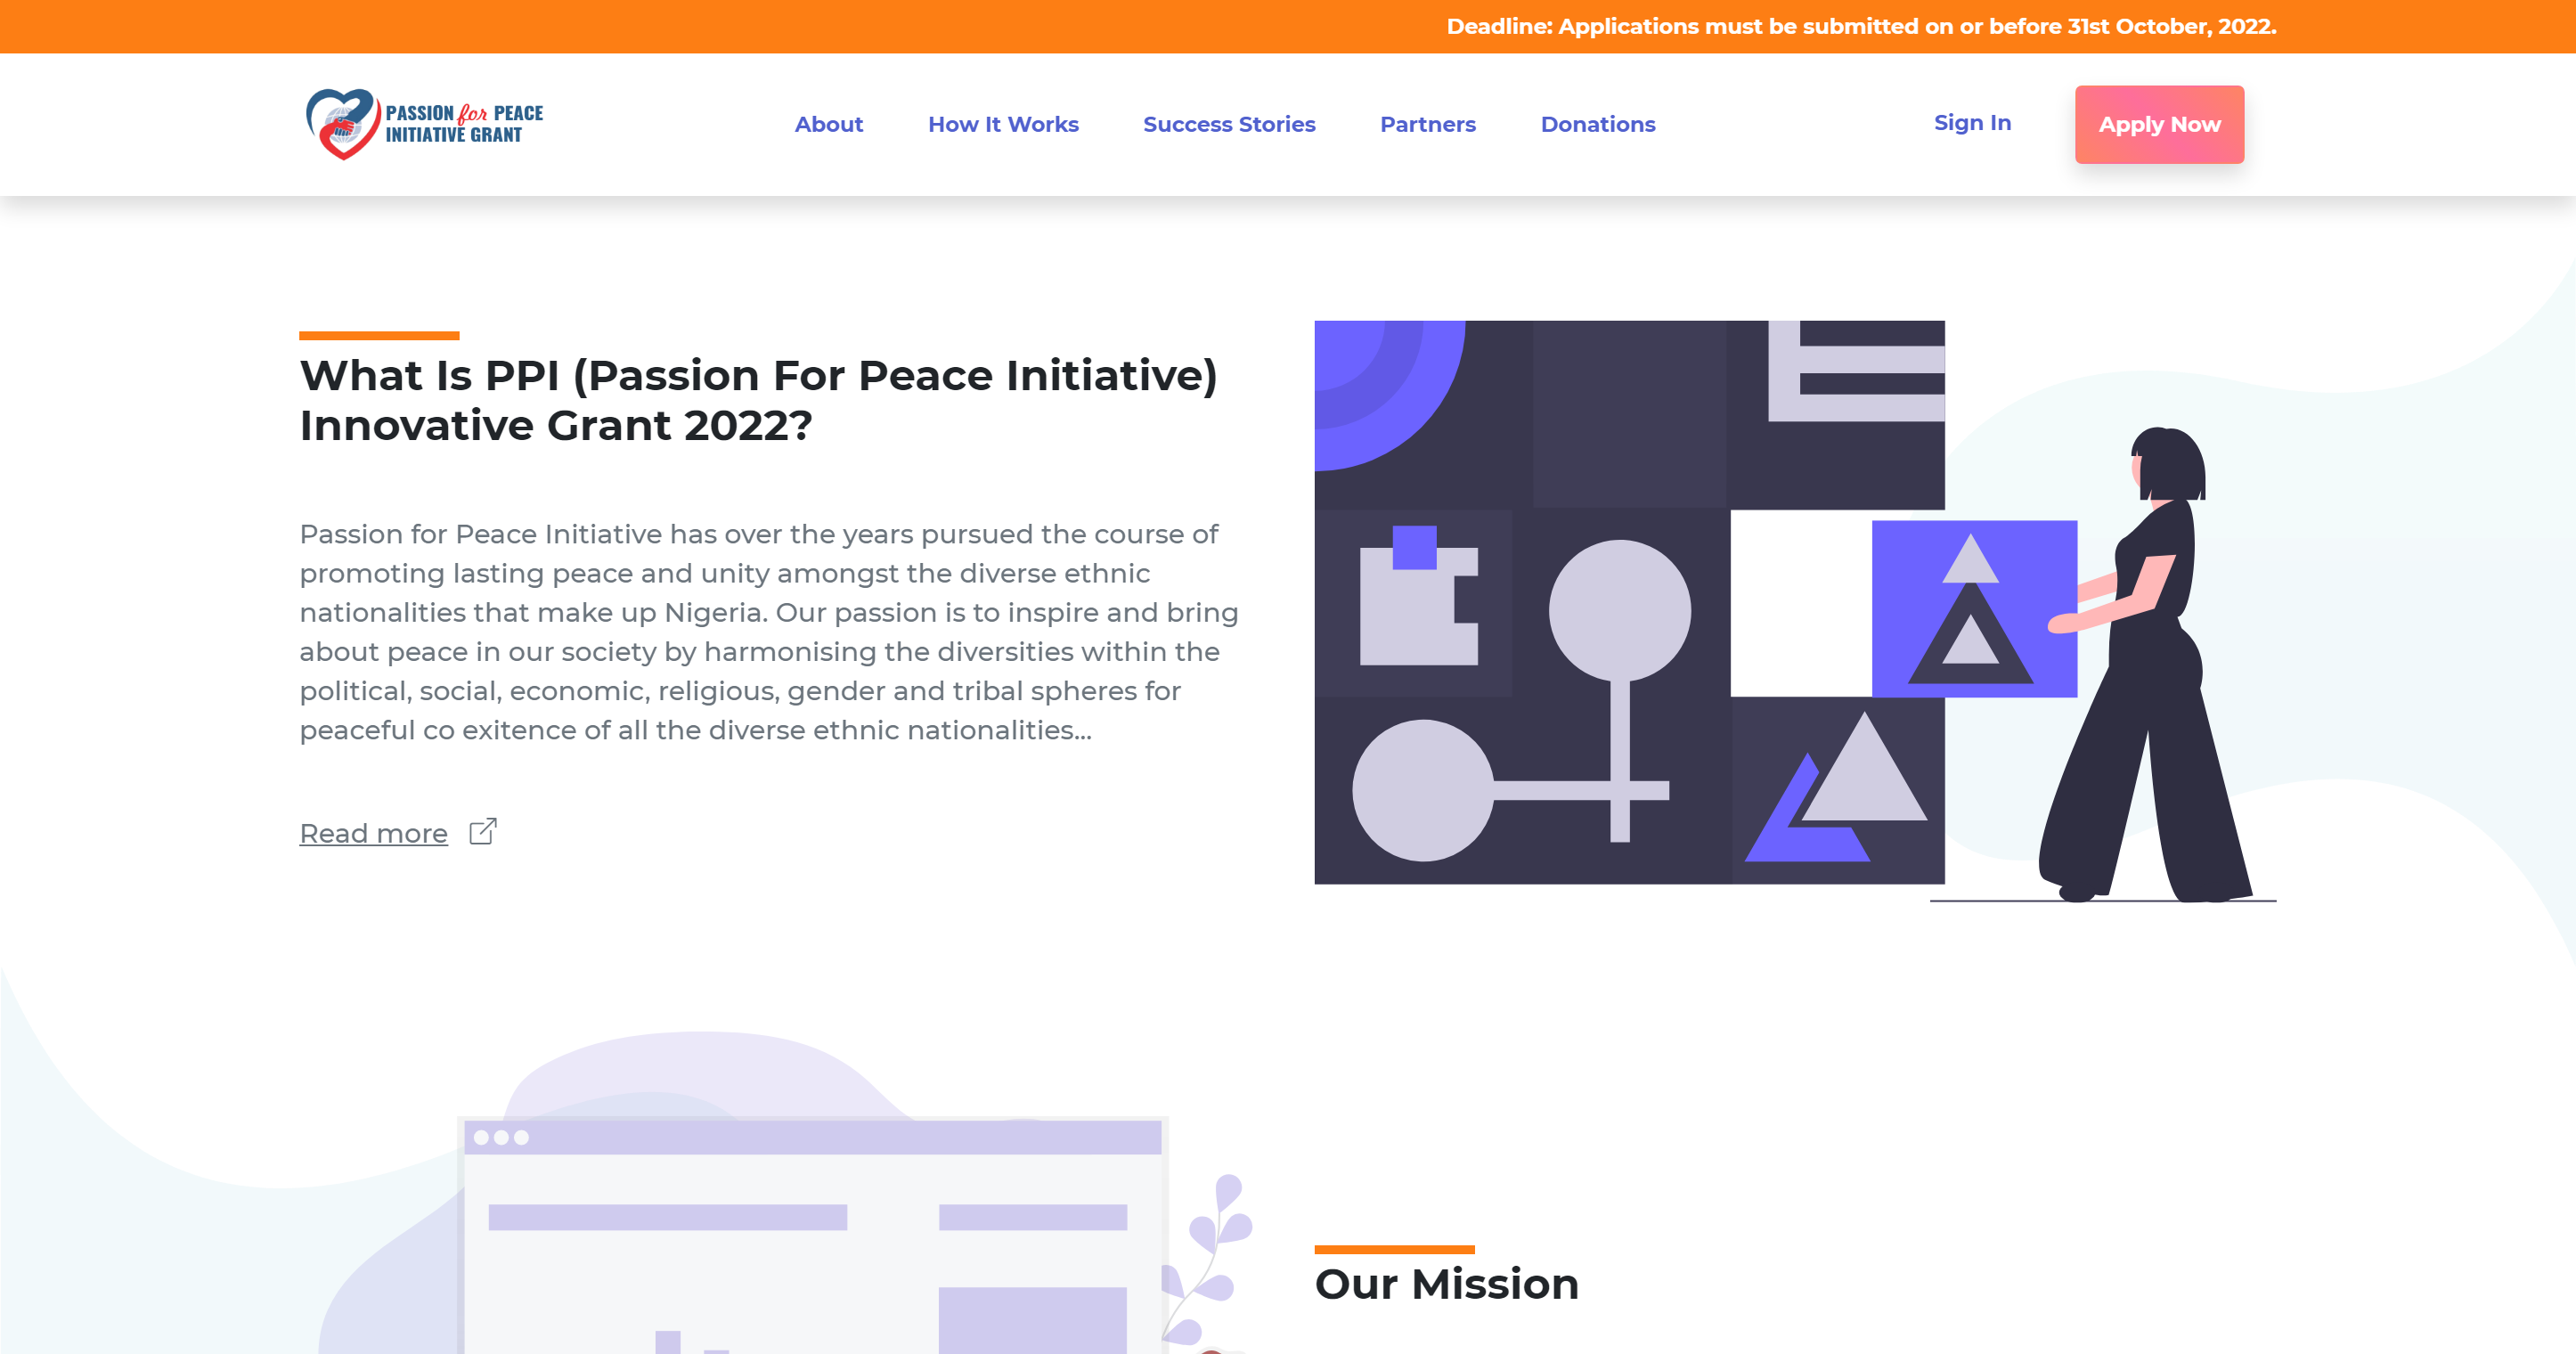 Deadline: Applications must be submitted on or before 31st October, 2022.
PASSION for PEACE
INITIATIVE GRANT
About How It Works Success Stories Partners Donations Sign In Apply Now
What Is PPI (Passion For Peace Initiative)
Innovative Grant 2022?
Passion for Peace Initiative has over the years pursued the course of
promoting lasting peace and unity amongst the diverse ethnic
nationalities that make up Nigeria. Our passion is to inspire and bring
about peace in our society by harmonising the diversities within the
political, social, economic, religious, gender and tribal spheres for
peaceful co exitence of all the diverse ethnic nationalities...
Read more
Our Mission